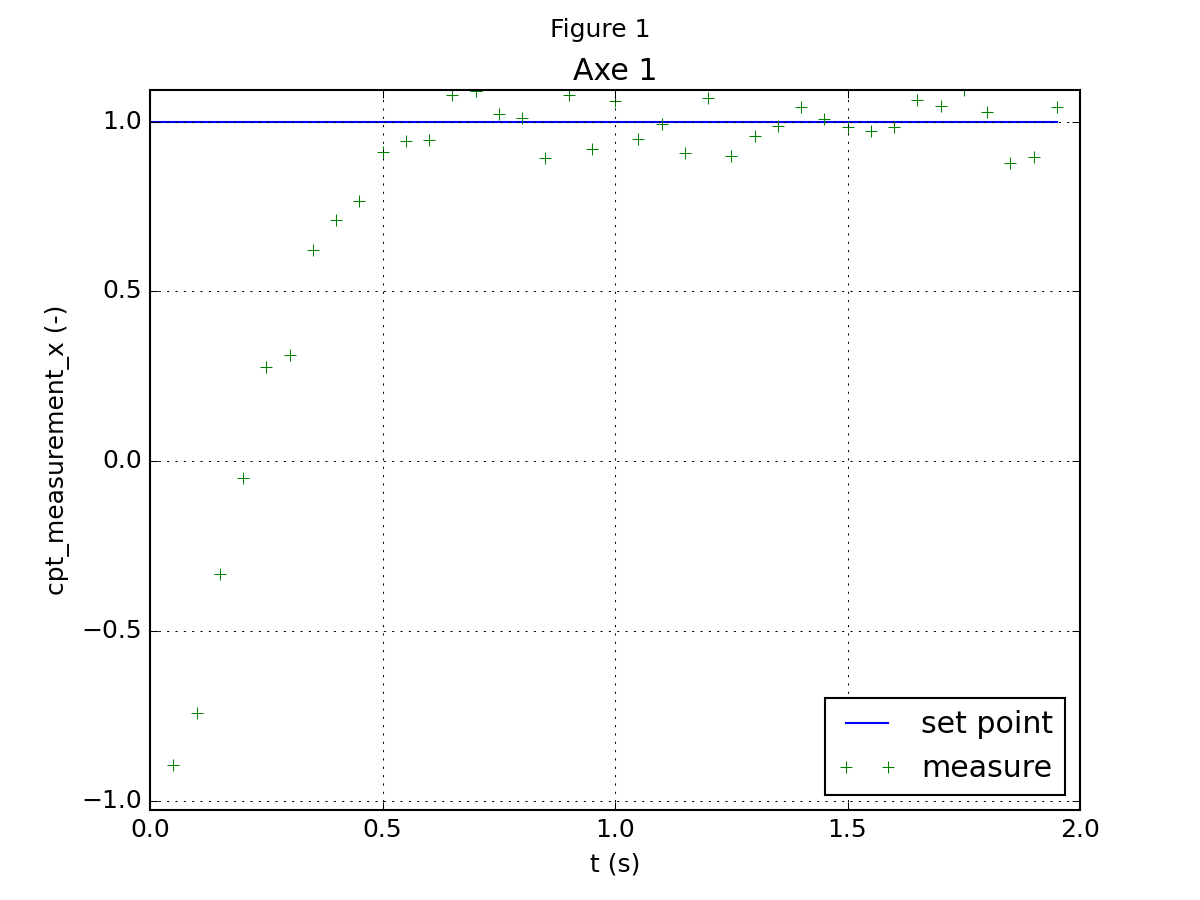 Figure 1
Axe 1
1.0
0.5
0.0
−0.5
−1.0
cpt_measurement_x (-)
set point
measure
0.0 0.5 1.0 1.5 2.0
t (s)